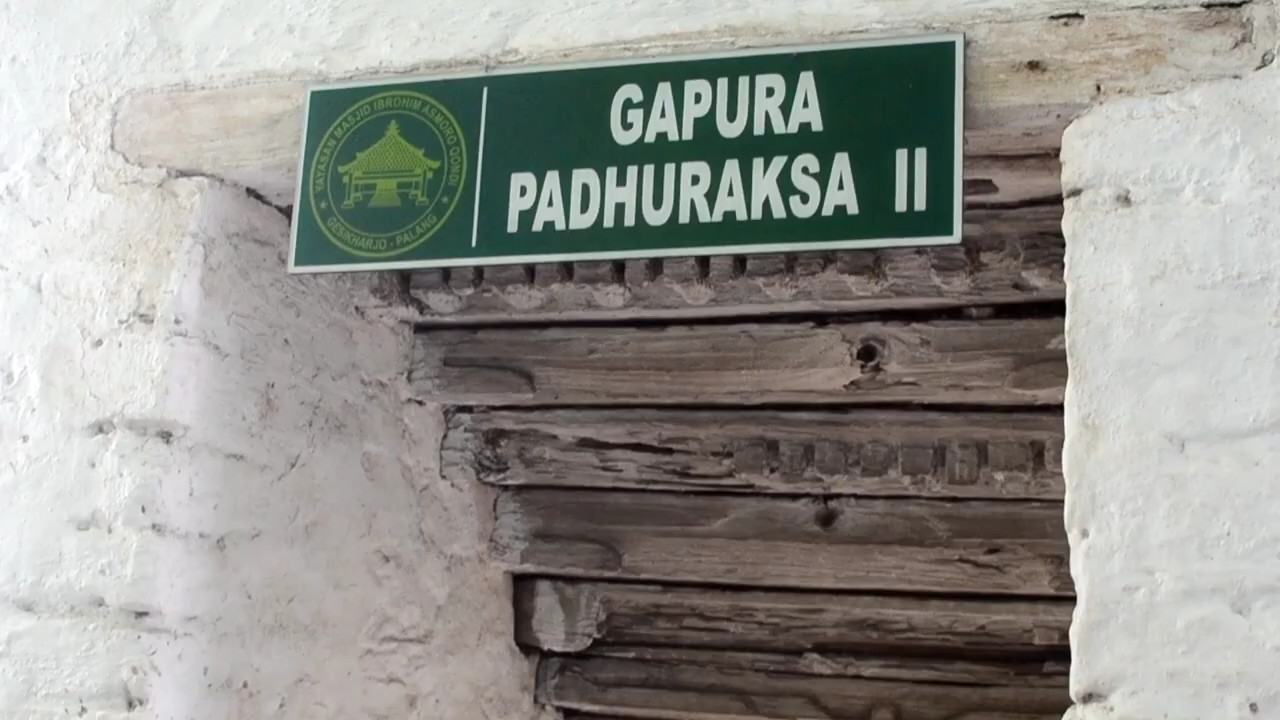 YAYASAN MASJID IBROHIM ASMORO QONDI
GESIKHARJO - PALANG
GAPURA
PADHURAKSA II